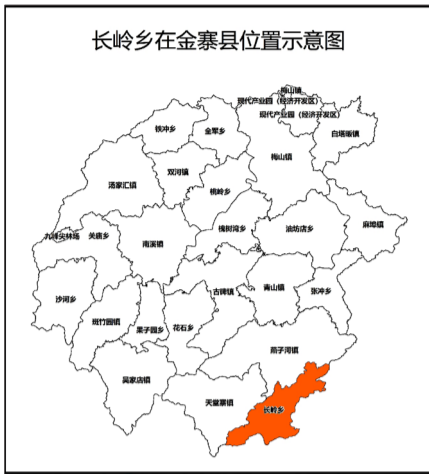 长岭乡在金寨县位置示意图
梅山镇
现代产业园（经济开发区）
现代产业园（经济开发区）
铁冲乡
全军乡
白塔畈镇
梅山镇
双河镇
汤家汇镇
桃岭乡
槐树湾乡
油坊店乡
麻埠镇
九峰尖林场
关庙乡
南溪镇
古碑镇
青山镇
张冲乡
沙河乡
斑竹园镇
果子园乡
花石乡
燕子河镇
吴家店镇
天堂寨镇
长岭乡